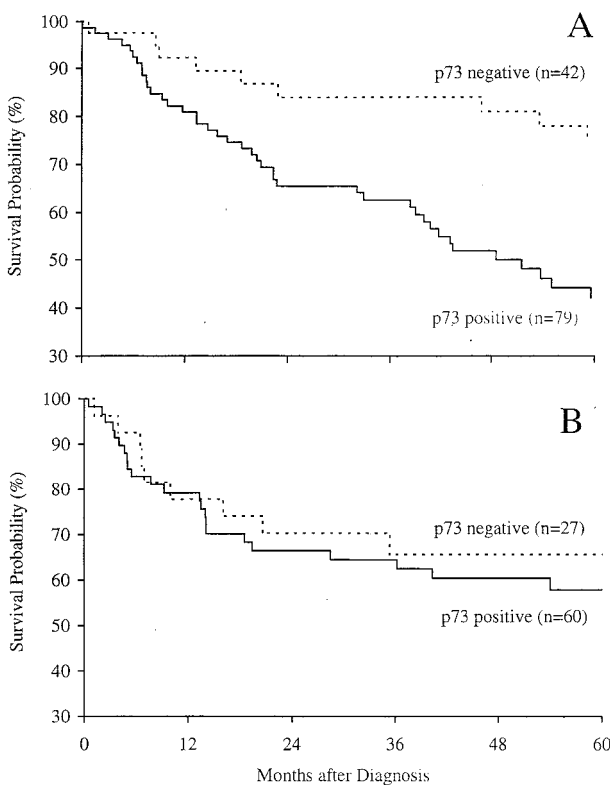 A
Survival Probability (%)
100
90
80
70
60
50
40
30
p73 negative (n=42)
p73 positive (n=79)
B
Survival Probability (%)
100
90
80
70
60
50
40
30
p73 negative (n=27)
p73 positive (n=60)
0 12 24 36 48 60
Months after Diagnosis